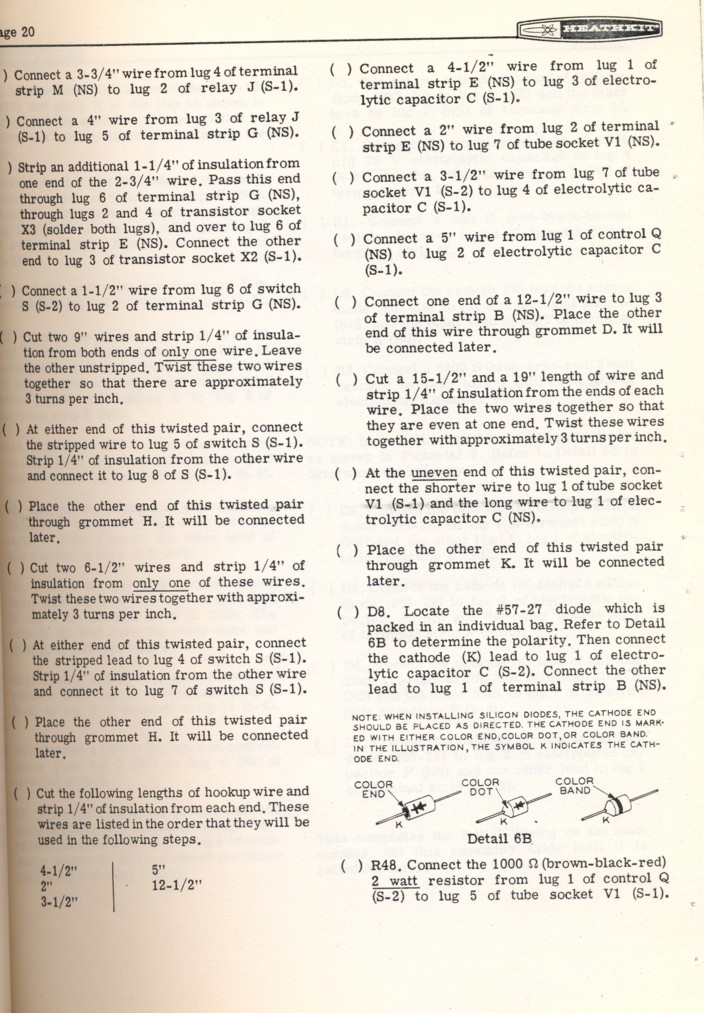 age 20
HEATHKIT
) Connect a 3-3/4" wire from lug 4 of terminal
strip M (NS) to lug 2 of relay J (S-1).
) Connect a 4" wire from lug 3 of relay J
(S-1) to lug 5 of terminal strip G (NS).
) Strip an additional 1-1/4" of insulation from
one end of the 2-3/4" wire. Pass this end
through lug 6 of terminal strip G (NS),
through lugs 2 and 4 of transistor socket
X3 (solder both lugs), and over to lug 6 of
terminal strip E (NS). Connect the other
end to lug 3 of transistor socket X2 (S-1).
) Connect a 1-1/2" wire from lug 6 of switch
S (S-2) to lug 2 of terminal strip G (NS).
) Cut two 9" wires and strip 1/4" of insula-
tion from both ends of only one wire. Leave
the other unstripped. Twist these two wires
together so that there are approximately
3 turns per inch.
( ) At either end of this twisted pair, connect
the stripped wire to lug 5 of switch S (S-1).
Strip 1/4" of insulation from the other wire
and connect it to lug 8 of S (S-1).
( ) Place the other end of this twisted pair
through grommet H. It will be connected
later.
( ) Cut two 6-1/2" wires and strip 1/4" of
insulation from only one of these wires.
Twist these two wires together with approxi-
mately 3 turns per inch.
( ) At either end of this twisted pair, connect
the stripped lead to lug 4 of switch S (S-1).
Strip 1/4" of insulation from the other wire
and connect it to lug 7 of switch S (S-1).
( ) Place the other end of this twisted pair
through grommet H. It will be connected
later.
( ) Cut the following lengths of hookup wire and
strip 1/4" of insulation from each end. These
wires are listed in the order that they will be
used in the following steps.
4-1/2" 5"
2" 12-1/2"
3-1/2"
( ) Connect a 4-1/2" wire from lug 1 of
terminal strip E (NS) to lug 3 of electro-
lytic capacitor C (S-1).
( ) Connect a 2" wire from lug 2 of terminal
strip E (NS) to lug 7 of tube socket V1 (NS).
( ) Connect a 3-1/2" wire from lug 7 of tube
socket V1 (S-2) to lug 4 of electrolytic ca-
pacitor C (S-1).
( ) Connect a 5" wire from lug 1 of control Q
(NS) to lug 2 of electrolytic capacitor C
(S-1).
( ) Connect one end of a 12-1/2" wire to lug 3
of terminal strip B (NS). Place the other
end of this wire through grommet D. It will
be connected later.
( ) Cut a 15-1/2" and a 19" length of wire and
strip 1/4" of insulation from the ends of each
wire. Place the two wires together so that
they are even at one end. Twist these wires
together with approximately 3 turns per inch.
( ) At the uneven end of this twisted pair, con-
nect the shorter wire to lug 1 of tube socket
V1 (S-1) and the long wire to lug 1 of elec-
trolytic capacitor C (NS).
( ) Place the other end of this twisted pair
through grommet K. It will be connected
later.
( ) D8. Locate the #57-27 diode which is
packed in an individual bag. Refer to Detail
6B to determine the polarity. Then connect
the cathode (K) lead to lug 1 of electro-
lytic capacitor C (S-2). Connect the other
lead to lug 1 of terminal strip B (NS).
NOTE: WHEN INSTALLING SILICON DIODES, THE CATHODE END
SHOULD BE PLACED AS DIRECTED. THE CATHODE END IS MARK-
ED WITH EITHER COLOR END, COLOR DOT, OR COLOR BAND.
IN THE ILLUSTRATION, THE SYMBOL K INDICATES THE CATH-
ODE END.
COLOR
END
K
COLOR
DOT
K
COLOR
BAND
K
Detail 6B
( ) R48. Connect the 1000 Ω (brown-black-red)
2 watt resistor from lug 1 of control Q
(S-2) to lug 5 of tube socket V1 (S-1).